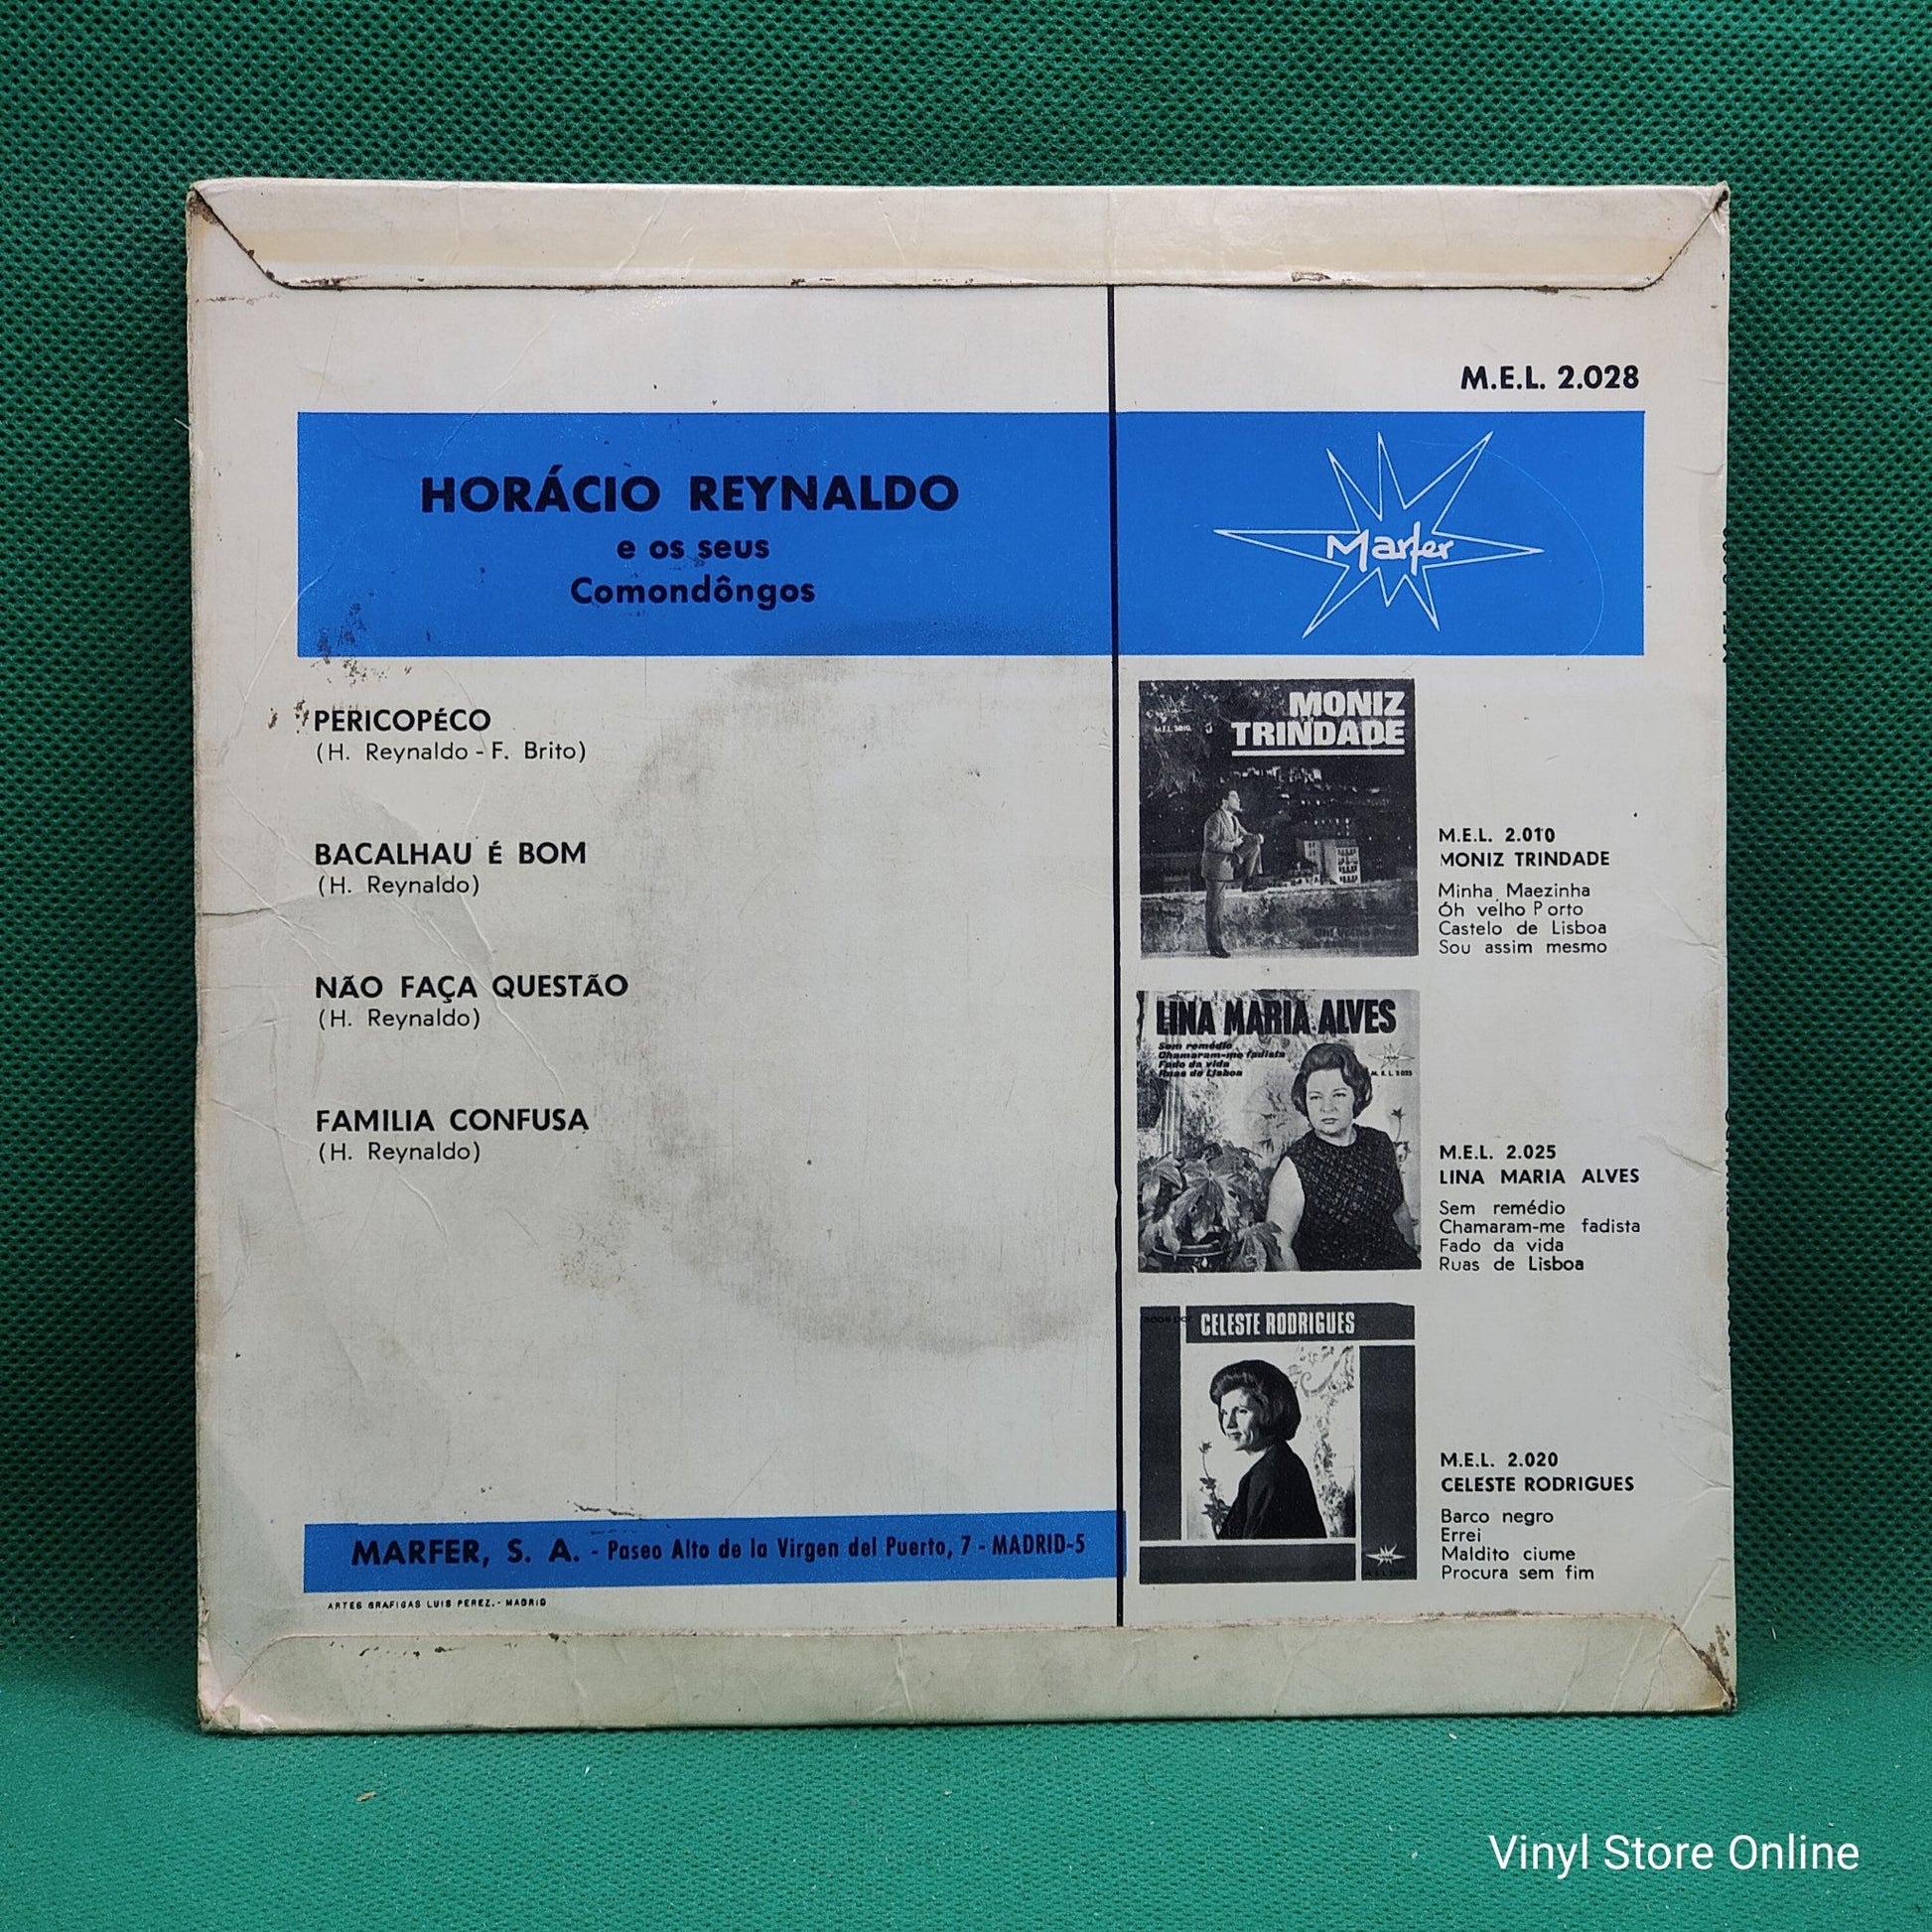 M.E.L. 2.028
HORÁCIO REYNALDO
e os seus
Comondôngos
Marfer
PERICOPÉCO
(H. Reynaldo - F. Brito)
BACALHAU É BOM
(H. Reynaldo)
NÃO FAÇA QUESTÃO
(H. Reynaldo)
FAMILIA CONFUSA
(H. Reynaldo)
MARFER, S. A. - Paseo Alto de la Virgen del Puerto, 7 - MADRID-5
ARTES GRAFICAS LUIS PEREZ.- MADRID
MONIZ
TRINDADE
M.E.L. 2.010
MONIZ TRINDADE
Minha Maezinha
Óh velho Porto
Castelo de Lisboa
Sou assim mesmo
LINA MARIA ALVES
Sem remédio
Chamaram-me fadista
Fado da vida
Ruas de Lisboa
M.E.L. 2.025
LINA MARIA ALVES
Sem remédio
Chamaram-me fadista
Fado da vida
Ruas de Lisboa
CELESTE RODRIGUES
M.E.L. 2.020
CELESTE RODRIGUES
Barco negro
Errei
Maldito ciume
Procura sem fim
Vinyl Store Online